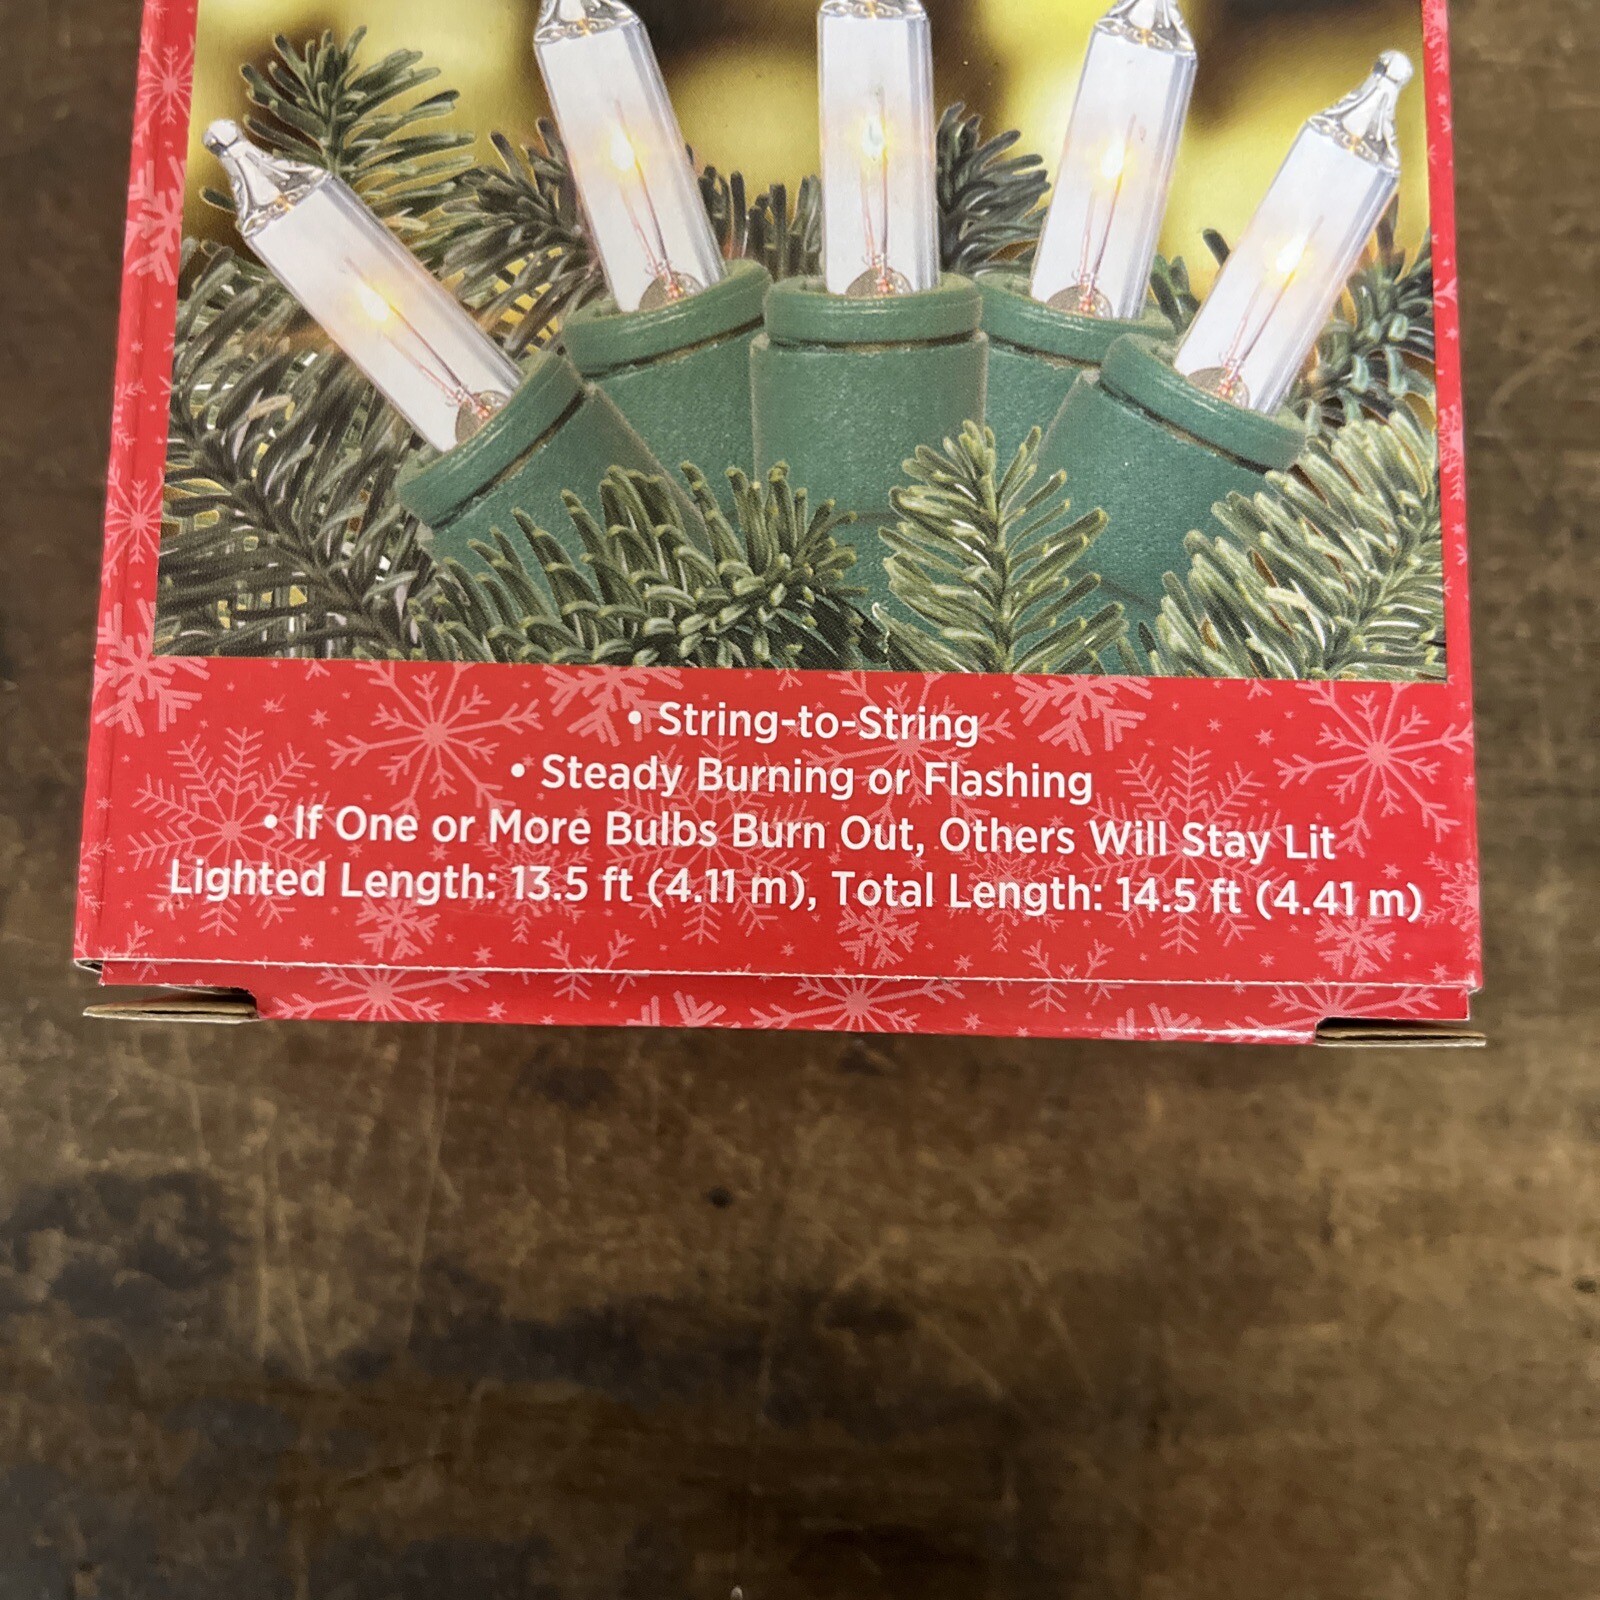 • String-to-String
• Steady Burning or Flashing
• If One or More Bulbs Burn Out, Others Will Stay Lit
Lighted Length: 13.5 ft (4.11 m), Total Length: 14.5 ft (4.41 m)